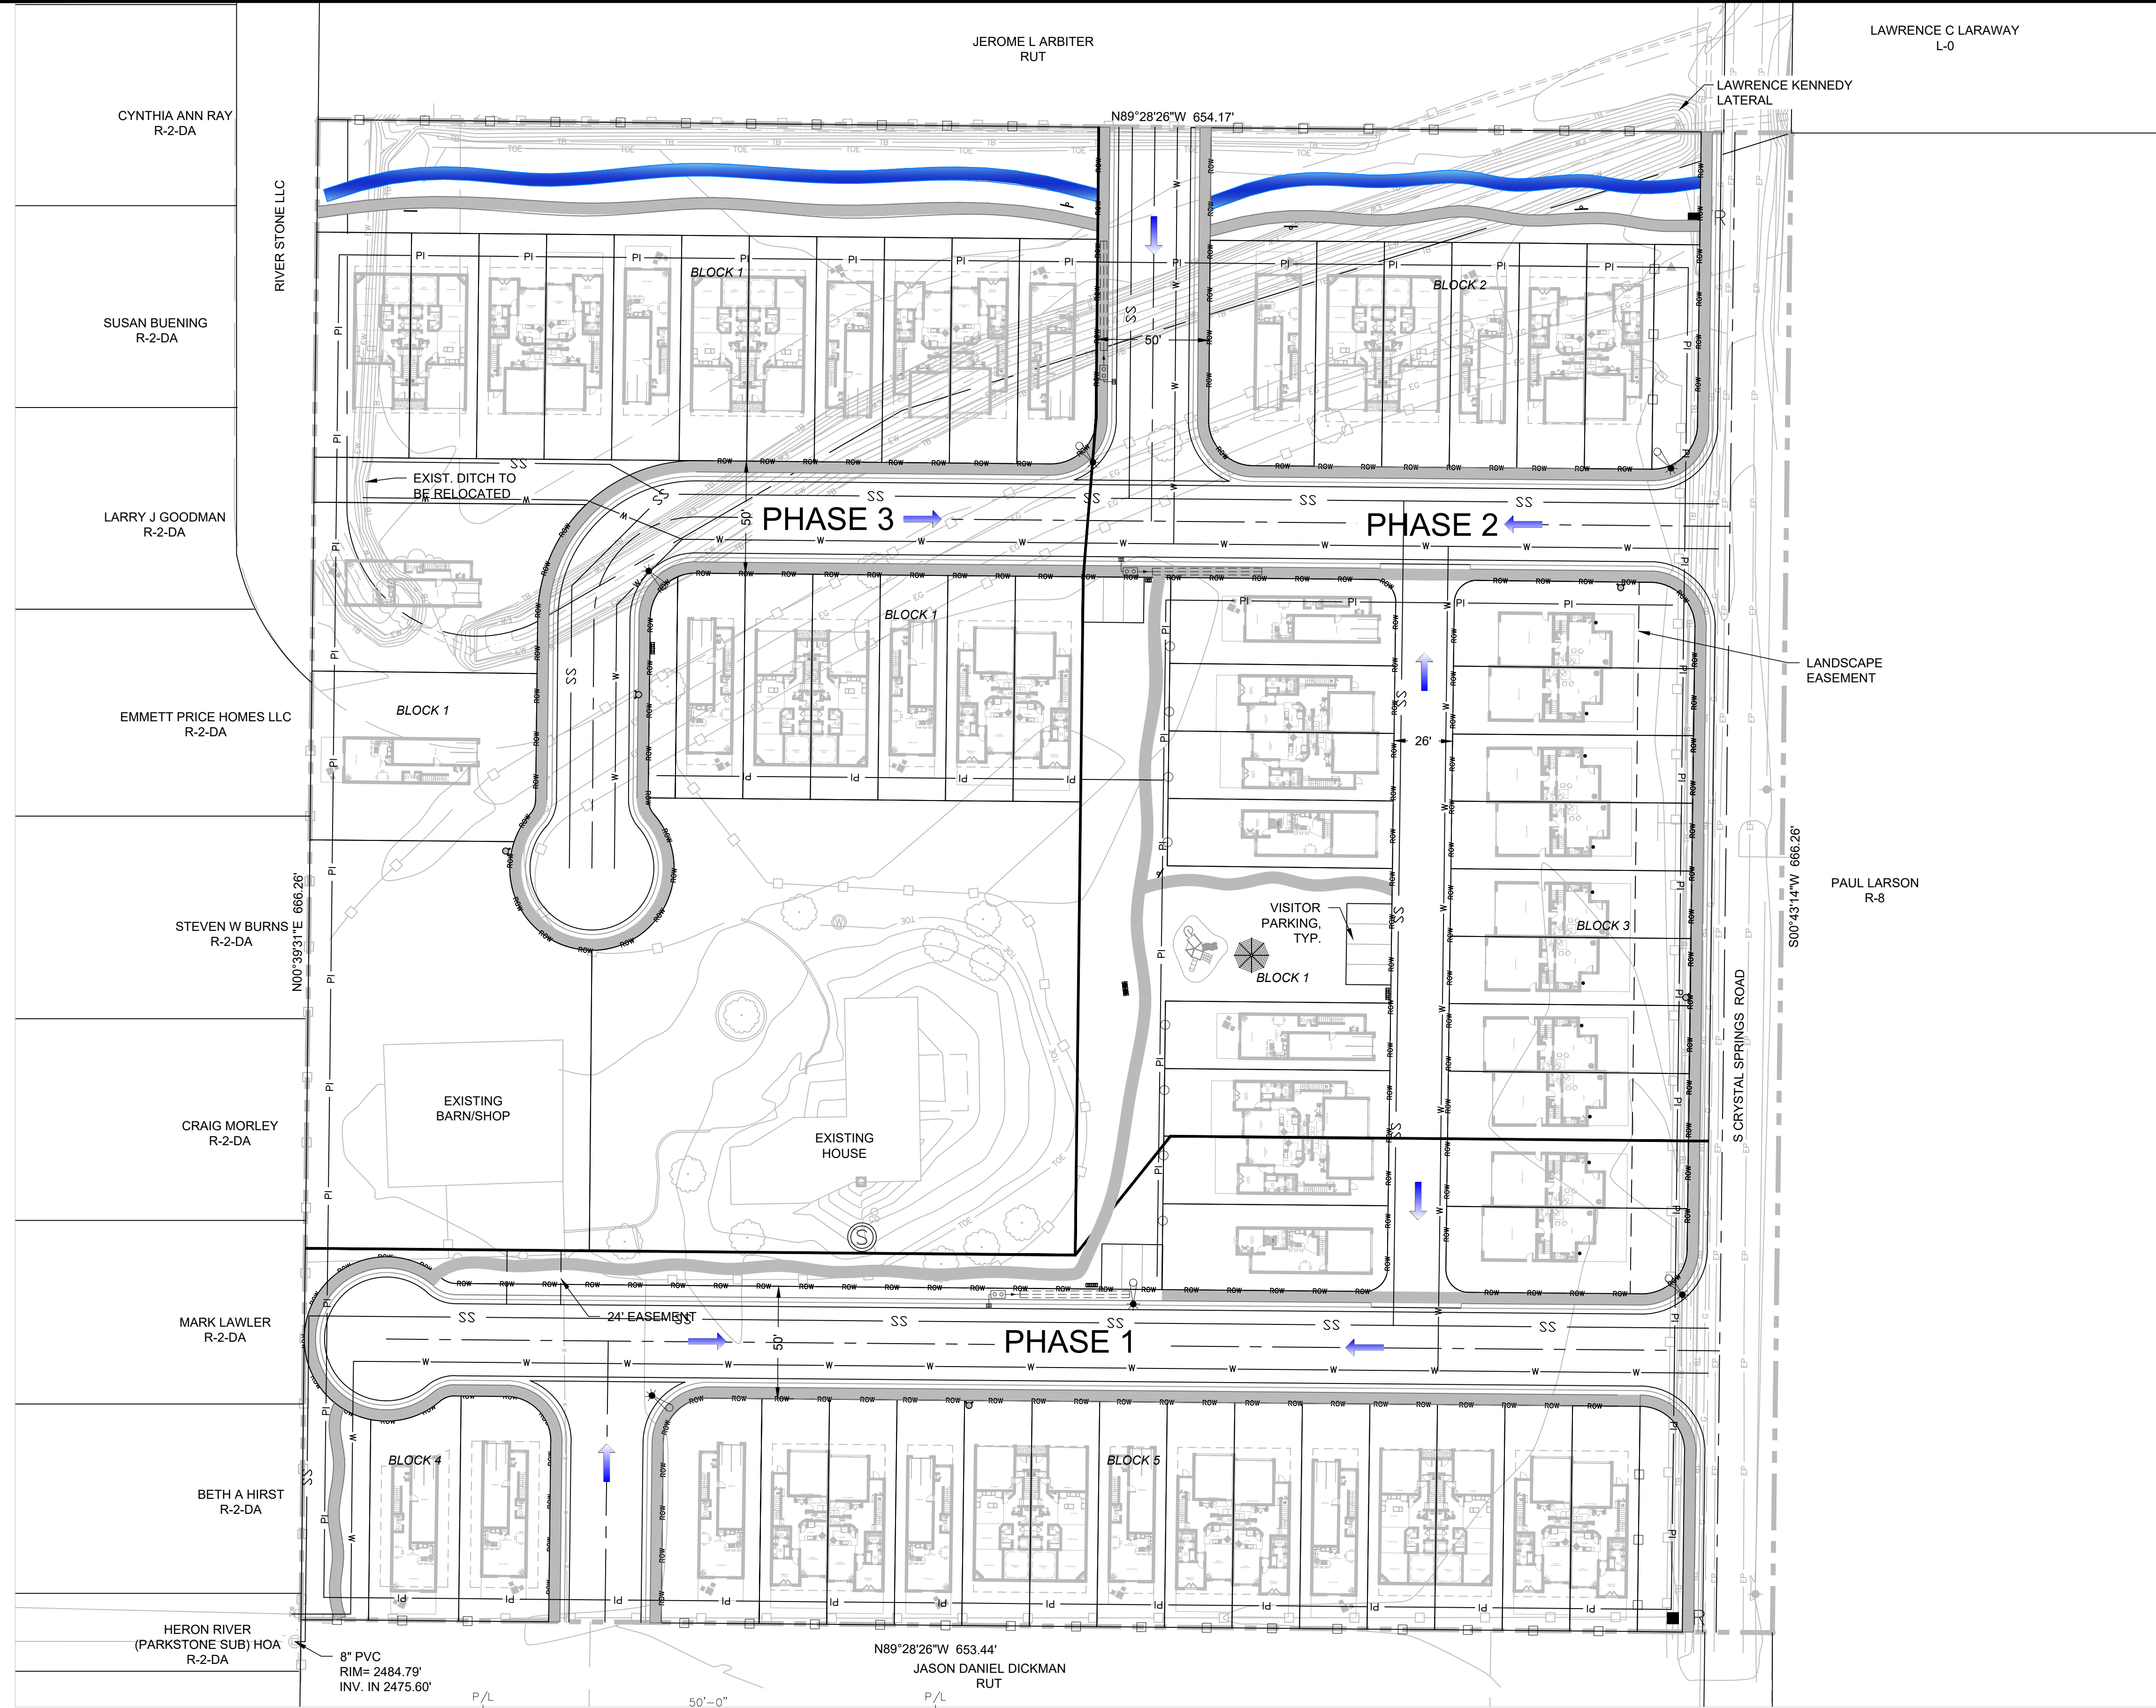 JEROME L ARBITER
RUT
LAWRENCE C LARAWAY
L-0
LAWRENCE KENNEDY
LATERAL
N89°28'26"W 654.17'
CYNTHIA ANN RAY
R-2-DA
RIVER STONE LLC
SUSAN BUENING
R-2-DA
BLOCK 1
BLOCK 2
50'
EXIST. DITCH TO
BE RELOCATED
LARRY J GOODMAN
R-2-DA
50'
PHASE 3
PHASE 2
BLOCK 1
LANDSCAPE
EASEMENT
EMMETT PRICE HOMES LLC
R-2-DA
BLOCK 1
26'
N00°39'31"E 666.26'
S00°43'14"W 666.26'
STEVEN W BURNS
R-2-DA
VISITOR
PARKING,
TYP.
BLOCK 1
BLOCK 3
PAUL LARSON
R-8
S CRYSTAL SPRINGS ROAD
CRAIG MORLEY
R-2-DA
EXISTING
BARN/SHOP
EXISTING
HOUSE
S
MARK LAWLER
R-2-DA
24' EASEMENT
50'
PHASE 1
BETH A HIRST
R-2-DA
BLOCK 4
BLOCK 5
HERON RIVER
(PARKSTONE SUB) HOA
R-2-DA
8" PVC
RIM= 2484.79'
INV. IN 2475.60'
N89°28'26"W 653.44'
JASON DANIEL DICKMAN
RUT
P/L
50'-0"
P/L